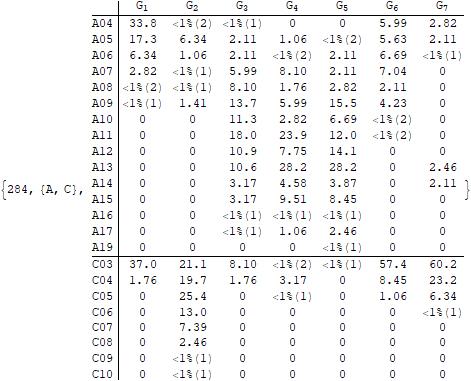 G1 G2 G3 G4 G5 G6 G7
A04 33.8 <1%(2) <1%(1) 0 0 5.99 2.82
A05 17.3 6.34 2.11 1.06 <1%(2) 5.63 2.11
A06 6.34 1.06 2.11 <1%(2) 2.11 6.69 <1%(1)
A07 2.82 <1%(1) 5.99 8.10 2.11 7.04 0
A08 <1%(2) <1%(1) 8.10 1.76 2.82 2.11 0
A09 <1%(1) 1.41 13.7 5.99 15.5 4.23 0
A10 0 0 11.3 2.82 6.69 <1%(2) 0
A11 0 0 18.0 23.9 12.0 <1%(2) 0
A12 0 0 10.9 7.75 14.1 0 0
A13 0 0 10.6 28.2 28.2 0 2.46
{284, {A, C}, A14 0 0 3.17 4.58 3.87 0 2.11 }
A15 0 0 3.17 9.51 8.45 0 0
A16 0 0 <1%(1) <1%(1) <1%(1) 0 0
A17 0 0 <1%(1) 1.06 2.46 0 0
A19 0 0 0 0 <1%(1) 0 0
C03 37.0 21.1 8.10 <1%(2) <1%(1) 57.4 60.2
C04 1.76 19.7 1.76 3.17 0 8.45 23.2
C05 0 25.4 0 <1%(1) 0 1.06 6.34
C06 0 13.0 0 0 0 0 <1%(1)
C07 0 7.39 0 0 0 0 0
C08 0 2.46 0 0 0 0 0
C09 0 <1%(1) 0 0 0 0 0
C10 0 <1%(1) 0 0 0 0 0